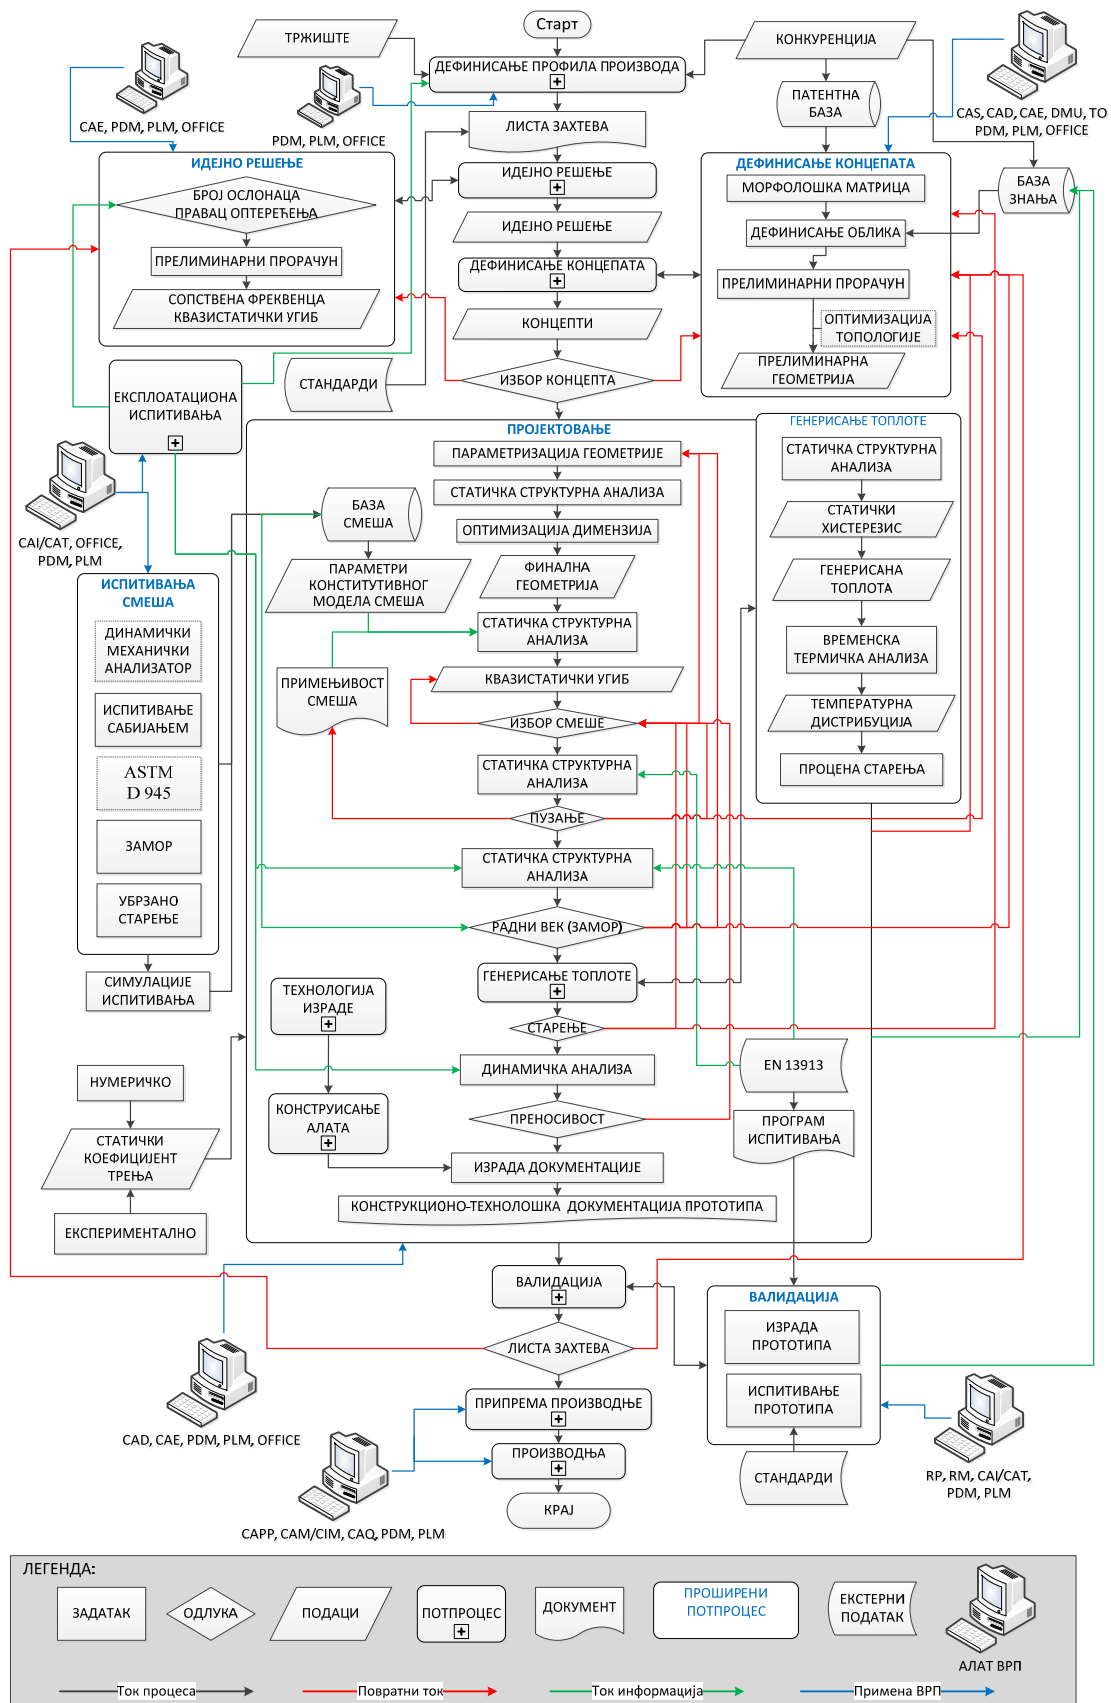 Старт
ТРЖИШТЕ
КОНКУРЕНЦИЈА
ДЕФИНИСАЊЕ ПРОФИЛА ПРОИЗВОДА
CAE, PDM, PLM, OFFICE
PDM, PLM, OFFICE
ПАТЕНТНА
БАЗА
CAS, CAD, CAE, DMU, TO
PDM, PLM, OFFICE
ЛИСТА ЗАХТЕВА
ИДЕЈНО РЕШЕЊЕ
БРОЈ ОСЛОНАЦА
ПРАВАЦ ОПТЕРЕЋЕЊА
ПРЕЛИМИНАРНИ ПРОРАЧУН
СОПСТВЕНА ФРЕКВЕНЦА
КВАЗИСТАТИЧКИ УГИБ
ИДЕЈНО РЕШЕЊЕ
ИДЕЈНО РЕШЕЊЕ
ДЕФИНИСАЊЕ КОНЦЕПАТА
КОНЦЕПТИ
ИЗБОР КОНЦЕПТА
ДЕФИНИСАЊЕ КОНЦЕПАТА
МОРФОЛОШКА МАТРИЦА
ДЕФИНИСАЊЕ ОБЛИКА
ПРЕЛИМИНАРНИ ПРОРАЧУН
ОПТИМИЗАЦИЈА
ТОПОЛОГИЈЕ
ПРЕЛИМИНАРНА
ГЕОМЕТРИЈА
БАЗА
ЗНАЊА
СТАНДАРДИ
ЕКСПЛОАТАЦИОНА
ИСПИТИВАЊА
CAI/CAT, OFFICE,
PDM, PLM
ИСПИТИВАЊА
СМЕША
ДИНАМИЧКИ
МЕХАНИЧКИ
АНАЛИЗАТОР
ИСПИТИВАЊЕ
САБИЈАЊЕМ
ASTM
D 945
ЗАМОР
УБРЗАНО
СТАРЕЊЕ
СИМУЛАЦИЈЕ
ИСПИТИВАЊА
НУМЕРИЧКО
СТАТИЧКИ
КОЕФИЦИЈЕНТ
ТРЕЊА
ЕКСПЕРИМЕНТАЛНО
ПРОЈЕКТОВАЊЕ
ПАРАМЕТРИЗАЦИЈА ГЕОМЕТРИЈЕ
СТАТИЧКА СТРУКТУРНА АНАЛИЗА
ОПТИМИЗАЦИЈА ДИМЕНЗИЈА
ФИНАЛНА
ГЕОМЕТРИЈА
БАЗА
СМЕША
ПАРАМЕТРИ
КОНСТИТУТИВНОГ
МОДЕЛА СМЕША
СТАТИЧКА СТРУКТУРНА
АНАЛИЗА
ПРИМЕЊИВОСТ
СМЕША
КВАЗИСТАТИЧКИ УГИБ
ИЗБОР СМЕШЕ
СТАТИЧКА СТРУКТУРНА
АНАЛИЗА
ПУЗАЊЕ
СТАТИЧКА СТРУКТУРНА
АНАЛИЗА
РАДНИ ВЕК (ЗАМОР)
ГЕНЕРИСАЊЕ ТОПЛОТЕ
СТАРЕЊЕ
ДИНАМИЧКА АНАЛИЗА
ПРЕНОСИВОСТ
ИЗРАДА ДОКУМЕНТАЦИЈЕ
КОНСТРУКЦИОНО-ТЕХНОЛОШКА ДОКУМЕНТАЦИЈА ПРОТОТИПА
ТЕХНОЛОГИЈА
ИЗРАДЕ
КОНСТРУИСАЊЕ
АЛАТА
EN 13913
ПРОГРАМ
ИСПИТИВАЊА
ГЕНЕРИСАЊЕ ТОПЛОТЕ
СТАТИЧКА СТРУКТУРНА
АНАЛИЗА
СТАТИЧКИ
ХИСТЕРЕЗИС
ГЕНЕРИСАНА
ТОПЛОТА
ВРЕМЕНСКА
ТЕРМИЧКА АНАЛИЗА
ТЕМПЕРАТУРНА
ДИСТРИБУЦИЈА
ПРОЦЕНА СТАРЕЊА
ВАЛИДАЦИЈА
ЛИСТА ЗАХТЕВА
ПРИПРЕМА ПРОИЗВОДЊЕ
ПРОИЗВОДЊА
КРАЈ
CAD, CAE, PDM, PLM, OFFICE
CAPP, CAM/CIM, CAQ, PDM, PLM
ВАЛИДАЦИЈА
ИЗРАДА
ПРОТОТИПА
ИСПИТИВАЊЕ
ПРОТОТИПА
СТАНДАРДИ
RP, RM, CAI/CAT,
PDM, PLM
ЛЕГЕНДА:
ЗАДАТАК
ОДЛУКА
ПОДАЦИ
ПОТПРОЦЕС
ДОКУМЕНТ
ПРОШИРЕНИ
ПОТПРОЦЕС
ЕКСТЕРНИ
ПОДАТАК
АЛАТ ВРП
Ток процеса
Повратни ток
Ток информација
Примена ВРП